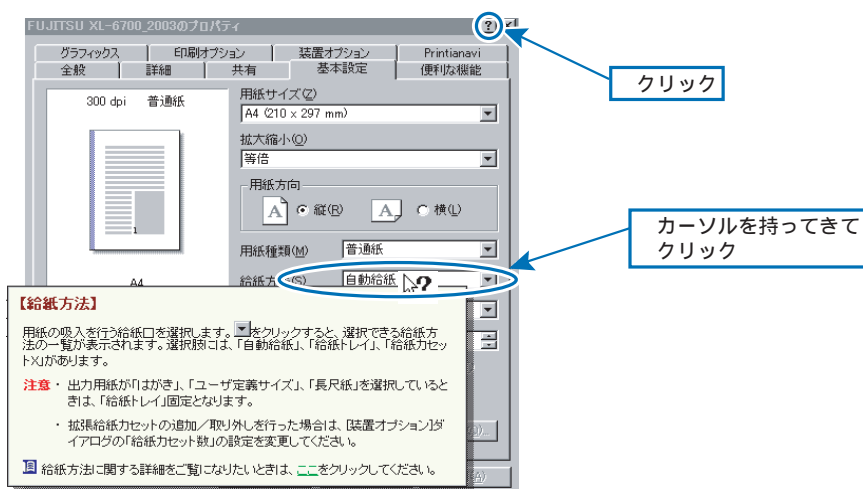 FUJITSU XL-6700_2003のプロパティ
?
グラフィックス 印刷オプション 装置オプション Printianavi
全般 詳細 共有 基本設定 便利な機能
クリック
300 dpi 普通紙
用紙サイズ(Z)
A4 (210 x 297 mm)
拡大縮小(O)
等倍
用紙方向
A 縦(R) A 横(L)
1
カーソルを持ってきて
クリック
用紙種類(M) 普通紙
A4
給紙方 (S) 自動給紙 ?
【給紙方法】
用紙の吸入を行う給紙口を選択します。 をクリックすると、選択できる給紙方
法の一覧が表示されます。選択肢には、「自動給紙」、「給紙トレイ」、「給紙カセッ
トX」があります。
注意・ 出力用紙が「はがき」、「ユーザ定義サイズ」、「長尺紙」を選択していると
きは、「給紙トレイ」固定となります。
・ 拡張給紙カセットの追加／取り外しを行った場合は、[装置オプション]ダ
イアログの「給紙カセット数」の設定を変更してください。
給紙方法に関する詳細をご覧になりたいときは、ここをクリックしてください。
(A)